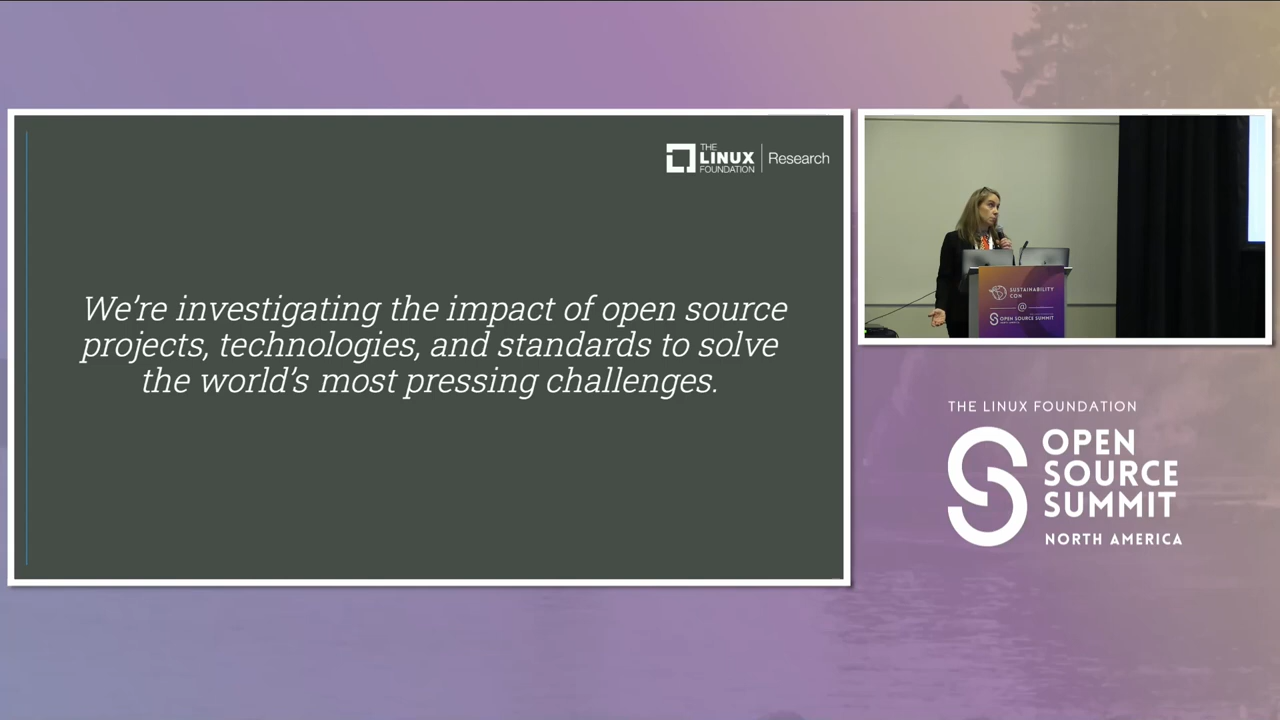 THE
LINUX
FOUNDATION
Research
We're investigating the impact of open source
projects, technologies, and standards to solve
the world's most pressing challenges.
SUSTAINABILITY
CON
@
OPEN SOURCE SUMMIT
THE LINUX FOUNDATION
OPEN
SOURCE
SUMMIT
NORTH AMERICA